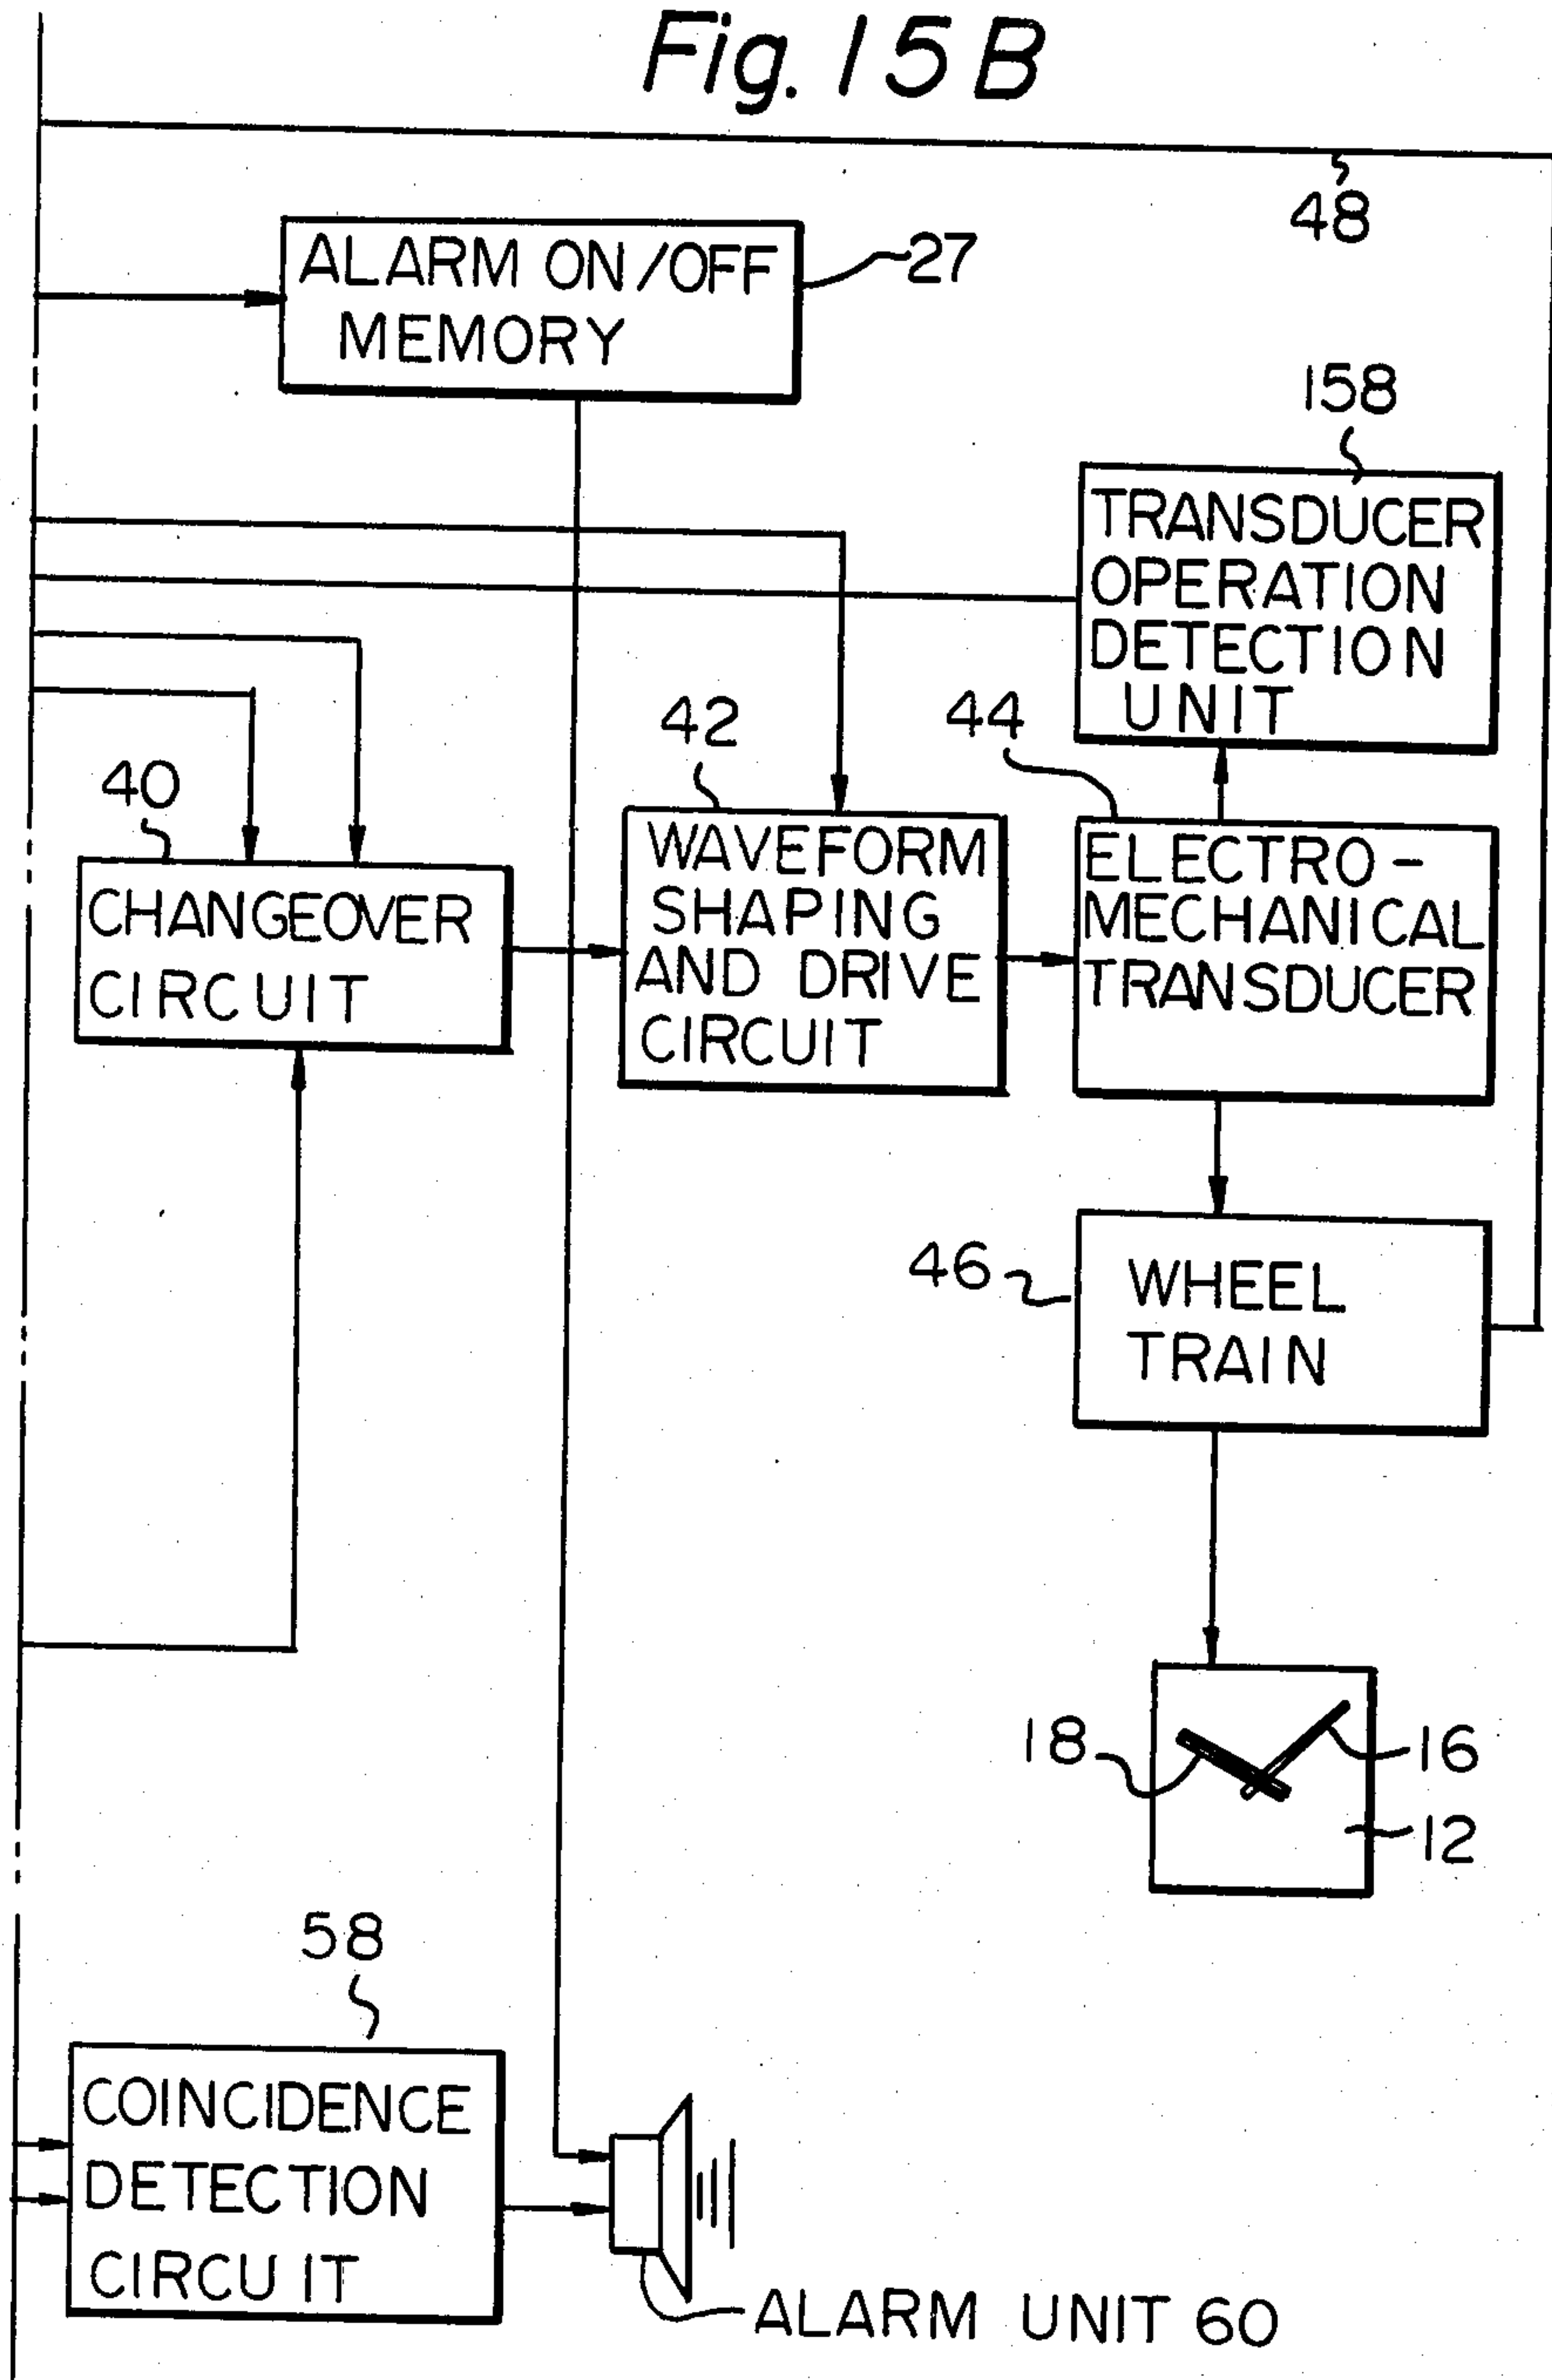 Fig. 15B
48
ALARM ON/OFF
MEMORY
27
158
TRANSDUCER
OPERATION
DETECTION
UNIT
40
CHANGEOVER
CIRCUIT
42
WAVEFORM
SHAPING
AND DRIVE
CIRCUIT
44
ELECTRO-
MECHANICAL
TRANSDUCER
46
WHEEL
TRAIN
18
16
12
58
COINCIDENCE
DETECTION
CIRCUIT
ALARM UNIT 60